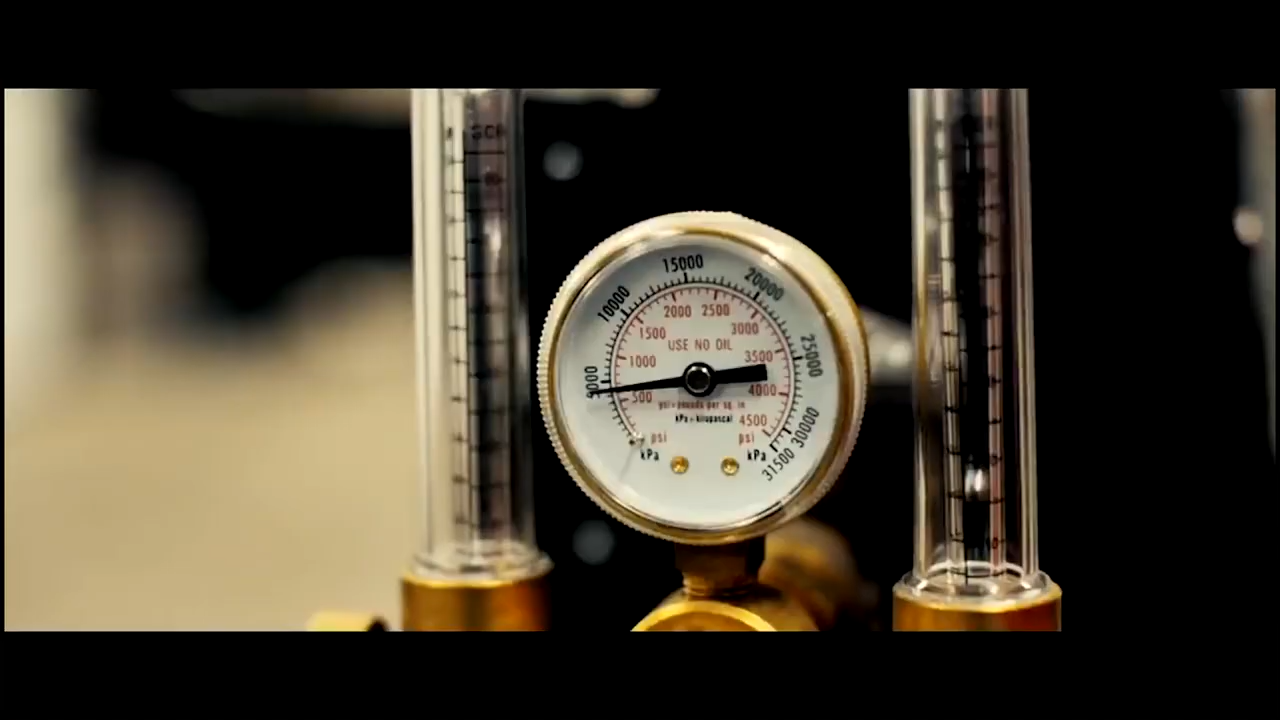 SCF
15000
10000
20000
2000 2500
1500
3000
USE NO OIL
25000
1000
3500
500
4000
psi=pounds per sq. in
kPa=kilopascal
4500
30000
psi
psi
kPa
kPa
31500